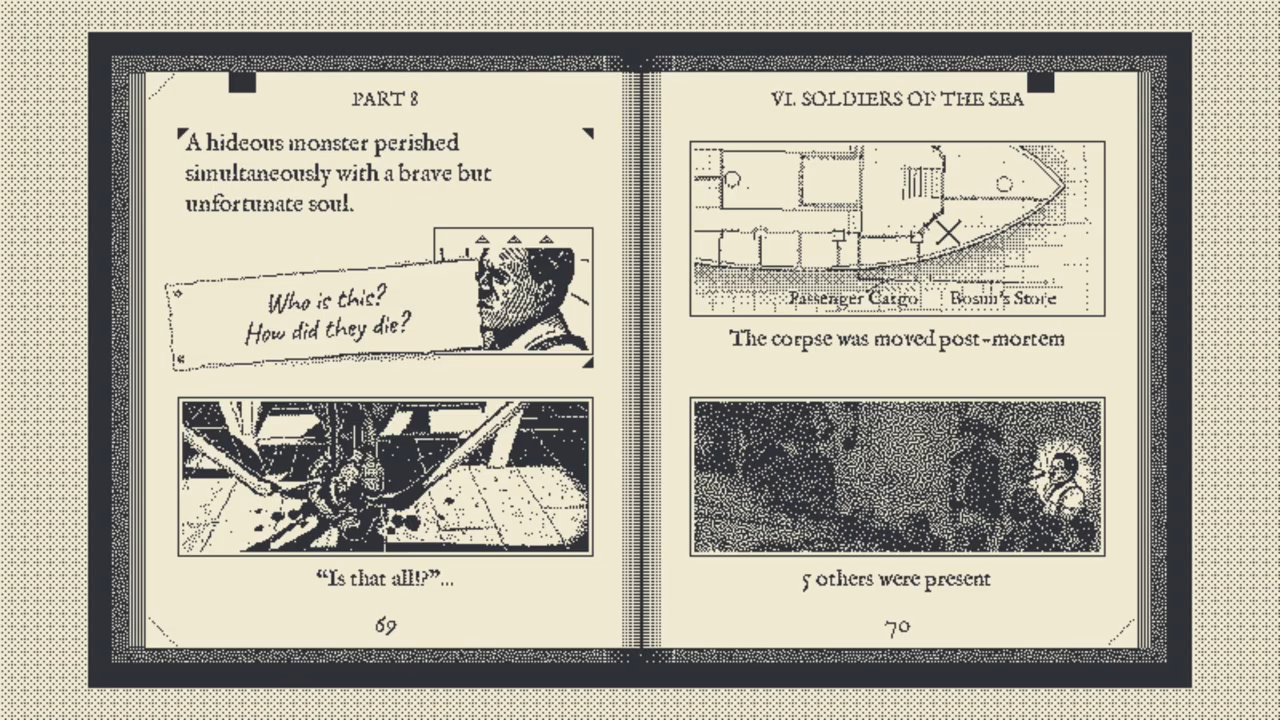 PART 8
A hideous monster perished
simultaneously with a brave but
unfortunate soul.
Who is this?
How did they die?
"Is that all!?"...
69
VI. SOLDIERS OF THE SEA
Passenger Cargo
Bosun's Store
The corpse was moved post-mortem
5 others were present
70